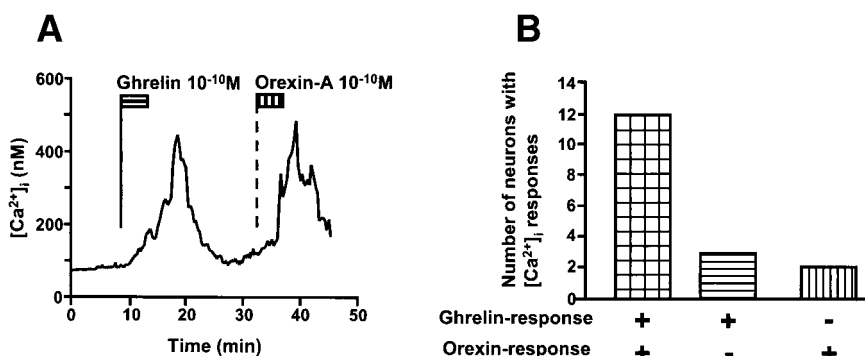 A
Ghrelin 10⁻¹⁰M
Orexin-A 10⁻¹⁰M
[Ca²⁺]ᵢ (nM)
600
400
200
0
0 10 20 30 40 50
Time (min)
B
Number of neurons with
[Ca²⁺]ᵢ responses
14
12
10
8
6
4
2
0
Ghrelin-response + + -
Orexin-response + - +